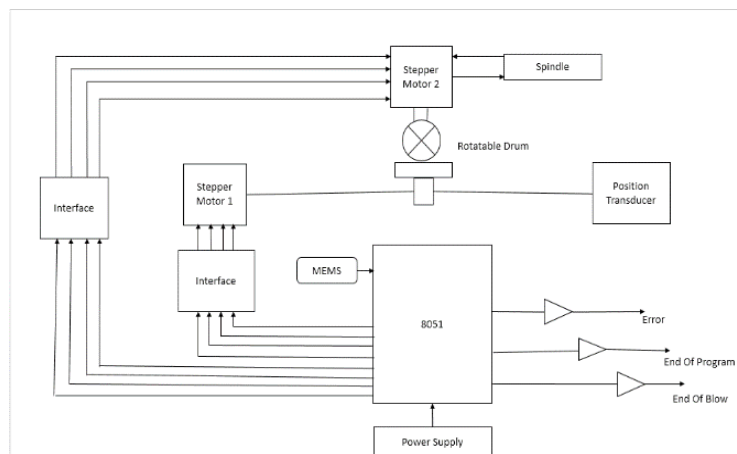 Stepper
Motor 2
Spindle
Rotatable Drum
Interface
Stepper
Motor 1
Position
Transducer
Interface
MEMS
8051
Error
End Of Program
End Of Blow
Power Supply